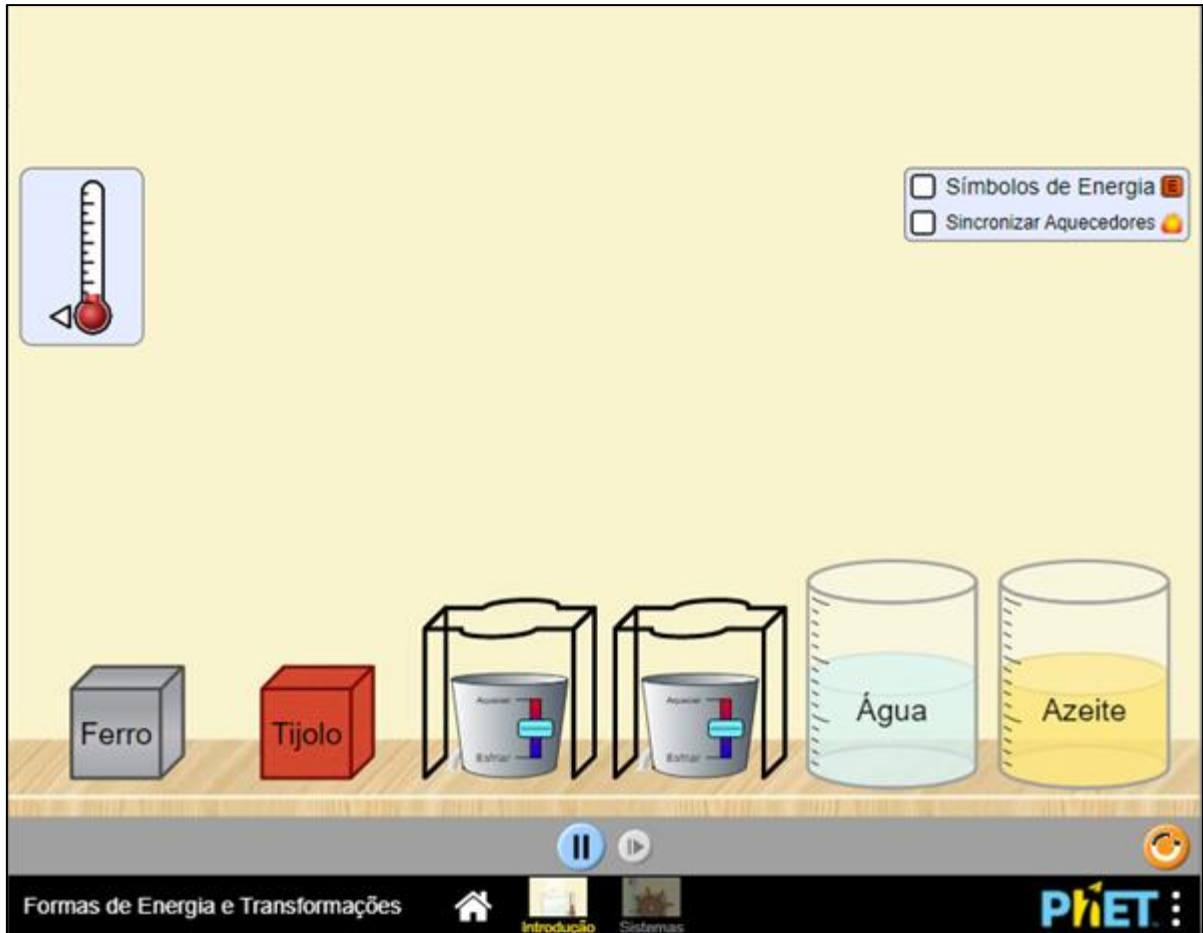 Símbolos de Energia E
Sincronizar Aquecedores
Ferro
Tijolo
Aquecer
Esfriar
Aquecer
Esfriar
Água
Azeite
Formas de Energia e Transformações
Introdução
Sistemas
PhET